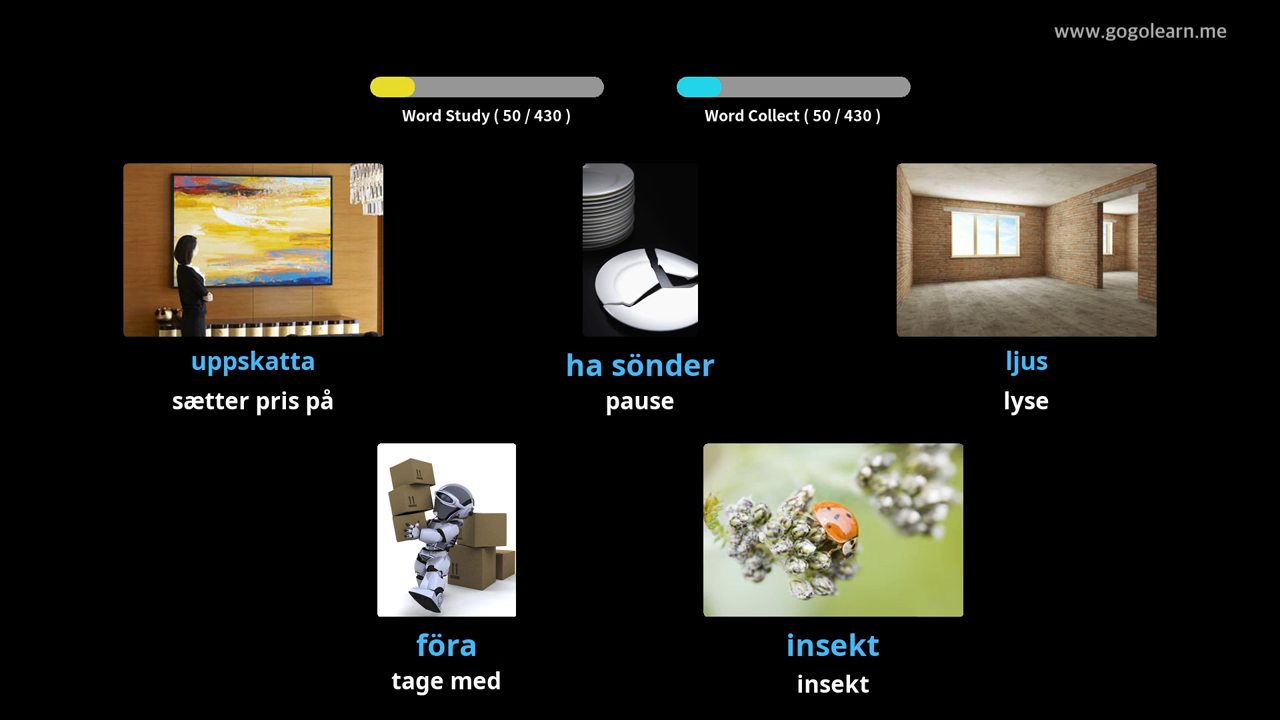 www.gogolearn.me
Word Study ( 50 / 430 )
Word Collect ( 50 / 430 )
uppskatta
sætter pris på
ha sönder
pause
ljus
lyse
föra
tage med
insekt
insekt